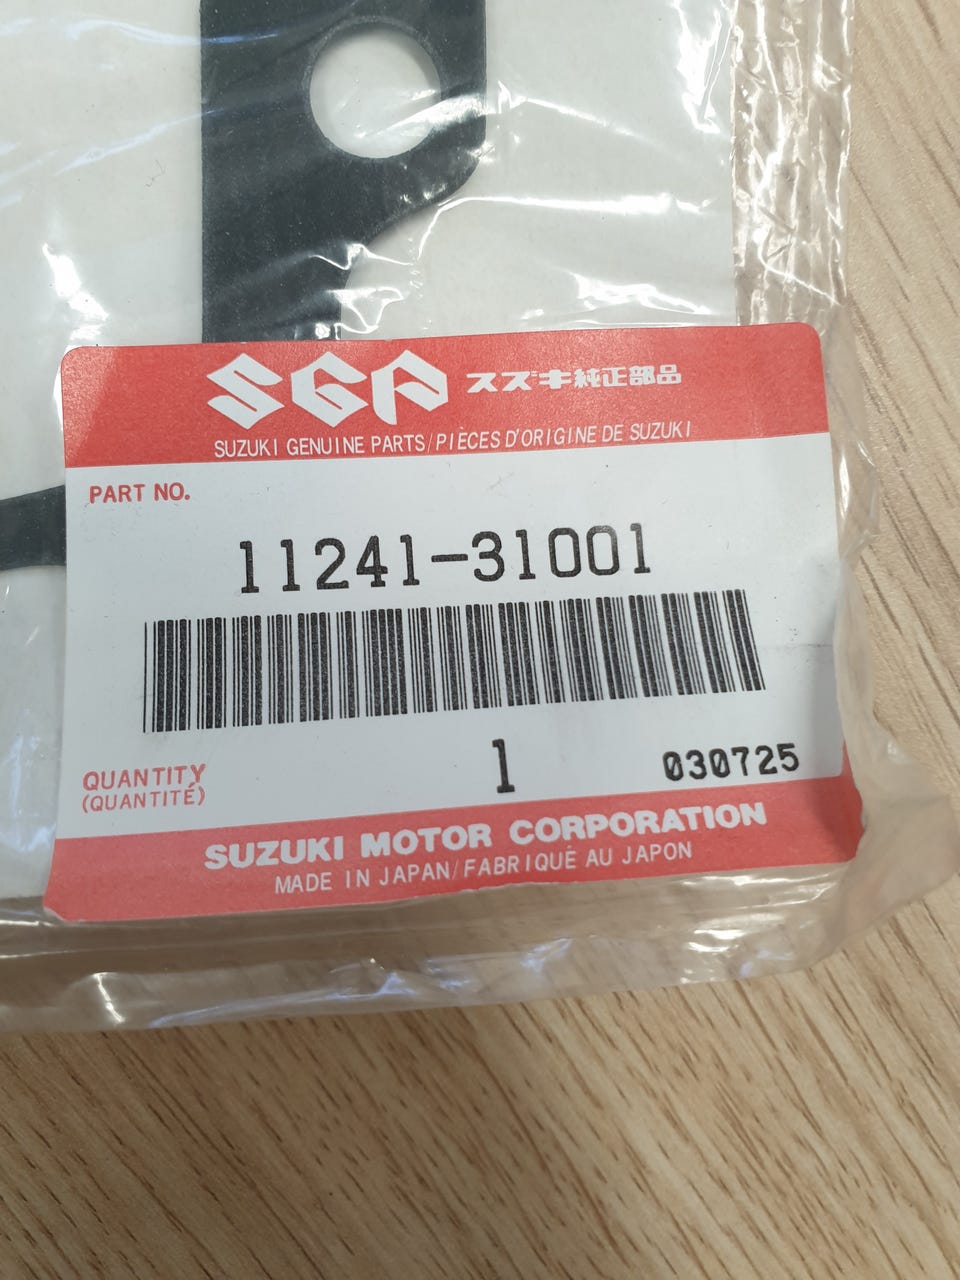 SGP スズキ純正部品
SUZUKI GENUINE PARTS/PIÈCES D'ORIGINE DE SUZUKI
PART NO.
11241-31001
QUANTITY 1 030725
(QUANTITÉ)
SUZUKI MOTOR CORPORATION
MADE IN JAPAN/FABRIQUÉ AU JAPON